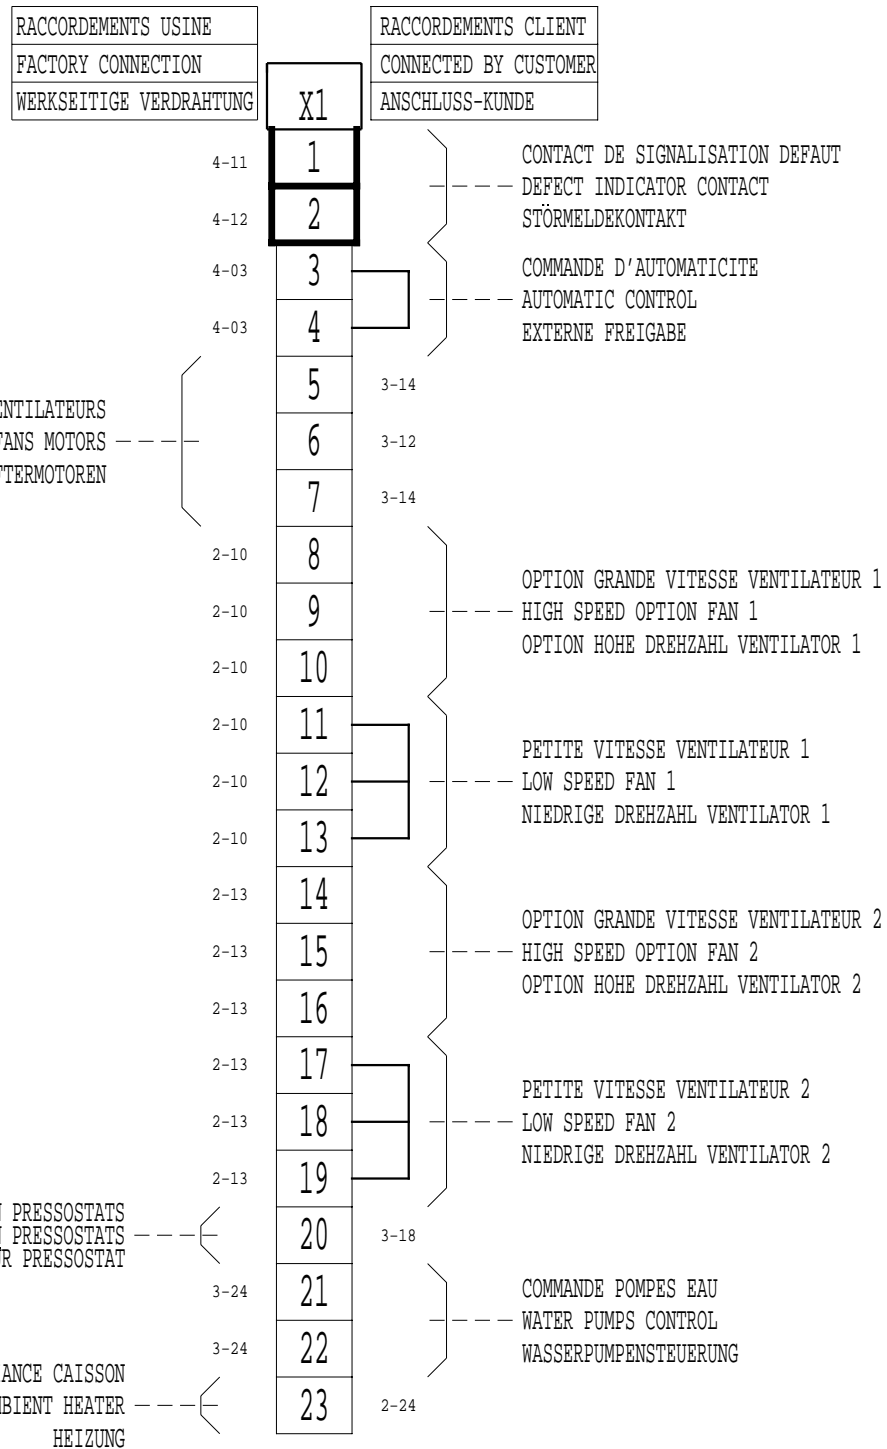 RACCORDEMENTS USINE
FACTORY CONNECTION
WERKSEITIGE VERDRAHTUNG
X1
RACCORDEMENTS CLIENT
CONNECTED BY CUSTOMER
ANSCHLUSS-KUNDE
4-11 1
4-12 2
CONTACT DE SIGNALISATION DEFAUT
DEFECT INDICATOR CONTACT
STÖRMELDEKONTAKT
4-03 3
4-03 4
COMMANDE D'AUTOMATICITE
AUTOMATIC CONTROL
EXTERNE FREIGABE
ENTILATEURS
FANS MOTORS
FTERMOTOREN
5 3-14
6 3-12
7 3-14
2-10 8
2-10 9
2-10 10
OPTION GRANDE VITESSE VENTILATEUR 1
HIGH SPEED OPTION FAN 1
OPTION HOHE DREHZAHL VENTILATOR 1
2-10 11
2-10 12
2-10 13
PETITE VITESSE VENTILATEUR 1
LOW SPEED FAN 1
NIEDRIGE DREHZAHL VENTILATOR 1
2-13 14
2-13 15
2-13 16
OPTION GRANDE VITESSE VENTILATEUR 2
HIGH SPEED OPTION FAN 2
OPTION HOHE DREHZAHL VENTILATOR 2
2-13 17
2-13 18
2-13 19
PETITE VITESSE VENTILATEUR 2
LOW SPEED FAN 2
NIEDRIGE DREHZAHL VENTILATOR 2
PRESSOSTATS
PRESSOSTATS
PRESSOSTAT
20 3-18
3-24 21
3-24 22
COMMANDE POMPES EAU
WATER PUMPS CONTROL
WASSERPUMPENSTEUERUNG
ANCE CAISSON
BIENT HEATER
HEIZUNG
23 2-24